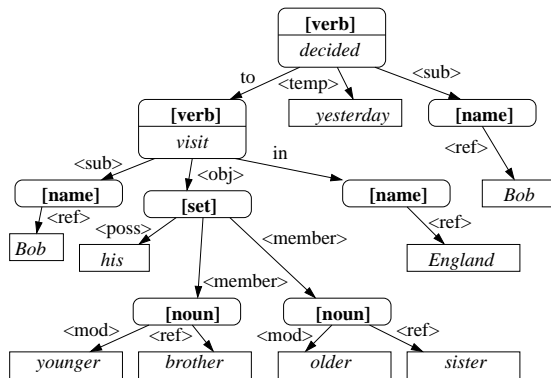 [verb]
decided
to <temp> <sub>
[verb] yesterday [name]
visit
<sub> <obj> in <ref>
[name] [set] [name] Bob
<ref> <poss> <member> <ref>
Bob his England
<member>
[noun] [noun]
<mod> <ref> <mod> <ref>
younger brother older sister